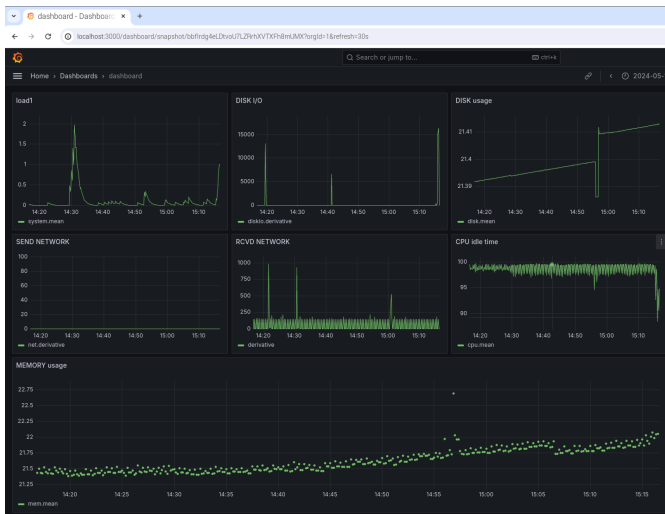 dashboard - Dashboard
localhost:3000/dashboard/snapshot/
?orgId=1&refresh=30s
Search or jump to...
ctrl+k
Home > Dashboards > dashboard
2024-05-
load1
2
1.5
1
0.5
0
14:20 14:30 14:40 14:50 15:00 15:10
system.mean
DISK I/O
15000
10000
5000
0
14:20 14:30 14:40 14:50 15:00 15:10
diskio.derivative
DISK usage
21.41
21.4
21.39
14:20 14:30 14:40 14:50 15:00 15:10
disk.mean
SEND NETWORK
100
80
60
40
20
0
14:20 14:30 14:40 14:50 15:00 15:10
net.derivative
RCVD NETWORK
1000
750
500
250
0
14:20 14:30 14:40 14:50 15:00 15:10
derivative
CPU idle time
100
95
90
14:20 14:30 14:40 14:50 15:00 15:10
cpu.mean
MEMORY usage
22.75
22.5
22.25
22
21.75
21.5
21.25
14:20 14:25 14:30 14:35 14:40 14:45 14:50 14:55 15:00 15:05 15:10 15:15
mem.mean